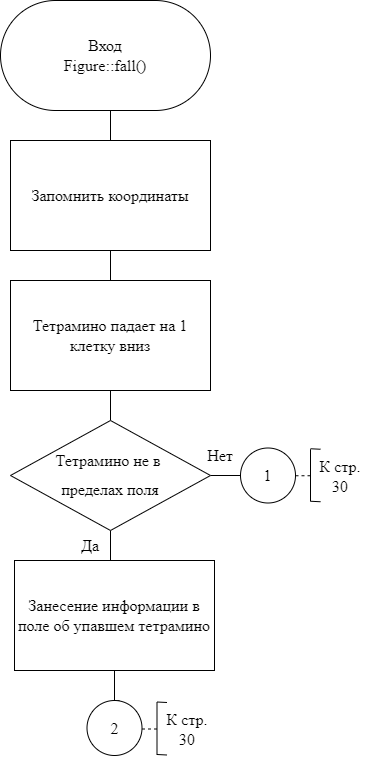 Вход
Figure::fall()
Запомнить координаты
Тетрамино падает на 1
клетку вниз
Тетрамино не в
пределах поля
Нет
1
К стр.
30
Да
Занесение информации в
поле об упавшем тетрамино
2
К стр.
30